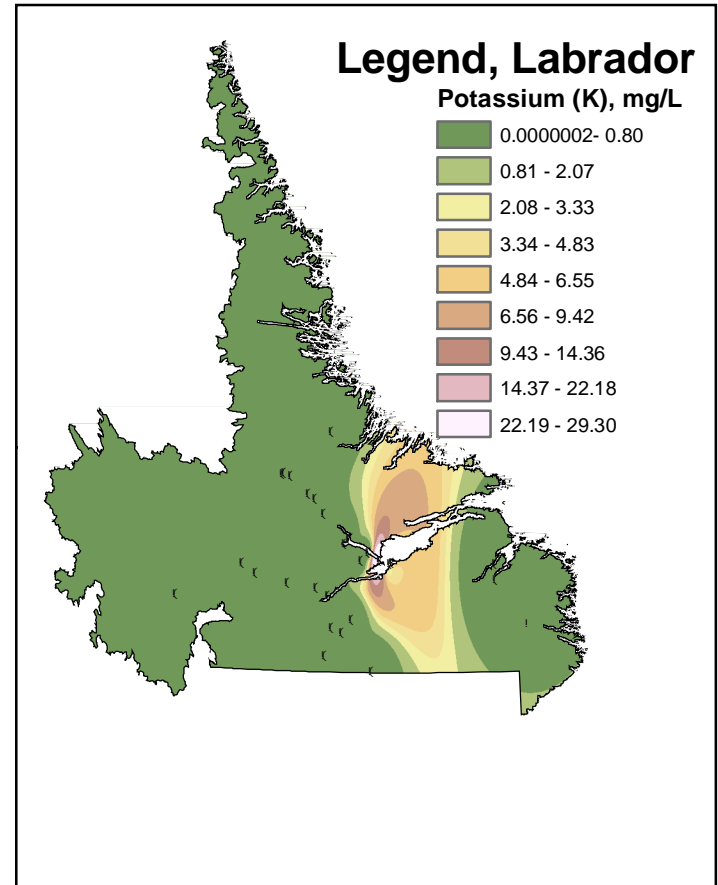 Legend, Labrador
Potassium (K), mg/L
0.0000002- 0.80
0.81 - 2.07
2.08 - 3.33
3.34 - 4.83
4.84 - 6.55
6.56 - 9.42
9.43 - 14.36
14.37 - 22.18
22.19 - 29.30